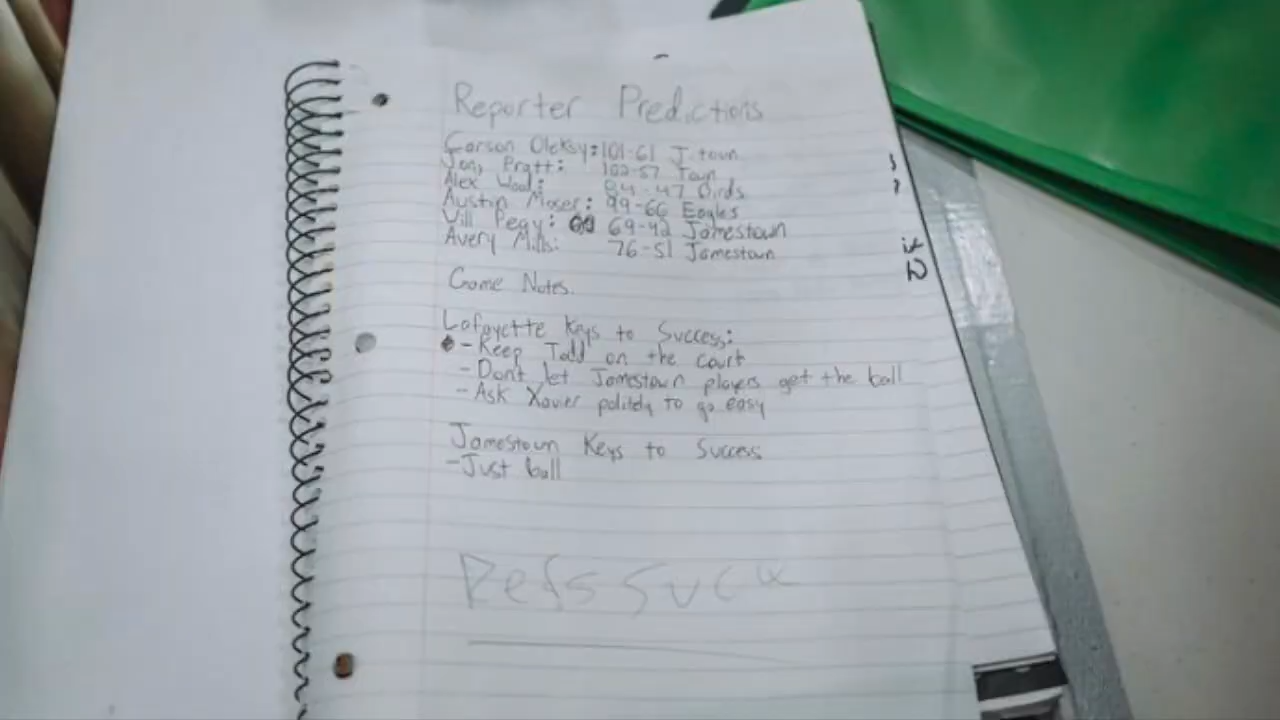 Reporter Predictions
Carson Oleksy: 101-61 J.town
Jon, Pratt: 102-57 Town
Alex Wood: 84-47 Birds
Austin Moser: 99-66 Eagles
Will Pegy: 69-42 Jamestown
Avery Mills: 76-51 Jamestown
Game Notes.
Lafayette Keys to Success:
- Keep Todd on the court
- Don't let Jamestown players get the ball
- Ask Xavier politely to go easy
Jamestown Keys to Success
- Just ball
Refs Suck